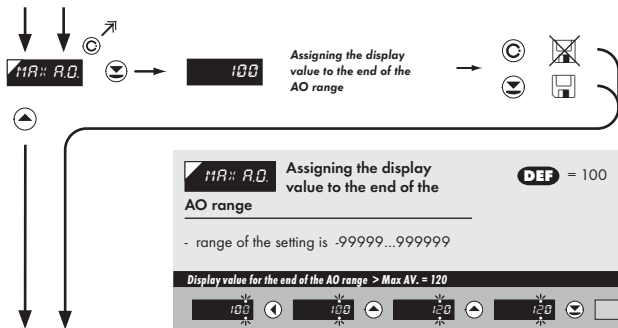 MAX A.O.
100
Assigning the display
value to the end of the
AO range
MAX A.O.
Assigning the display
value to the end of the
AO range
DEF = 100
- range of the setting is -99999...999999
Display value for the end of the AO range > Max AV. = 120
100 100 120 120